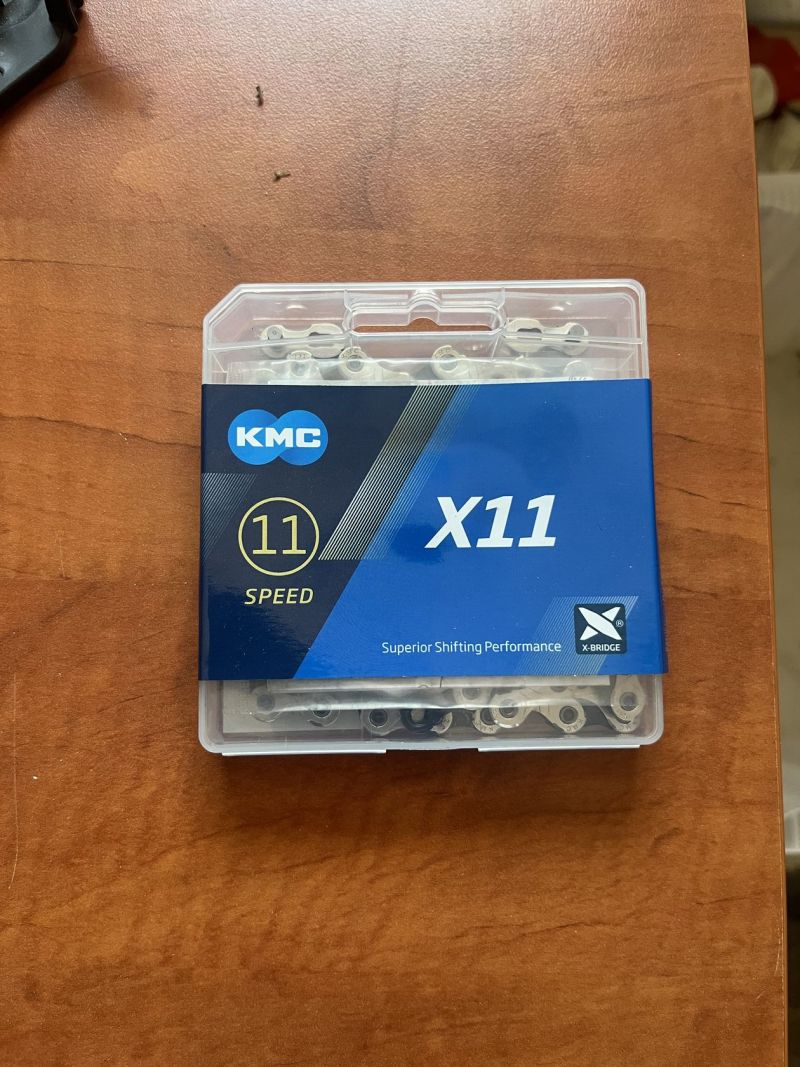 KMC
11
SPEED
X11
Superior Shifting Performance
X-BRIDGE ®